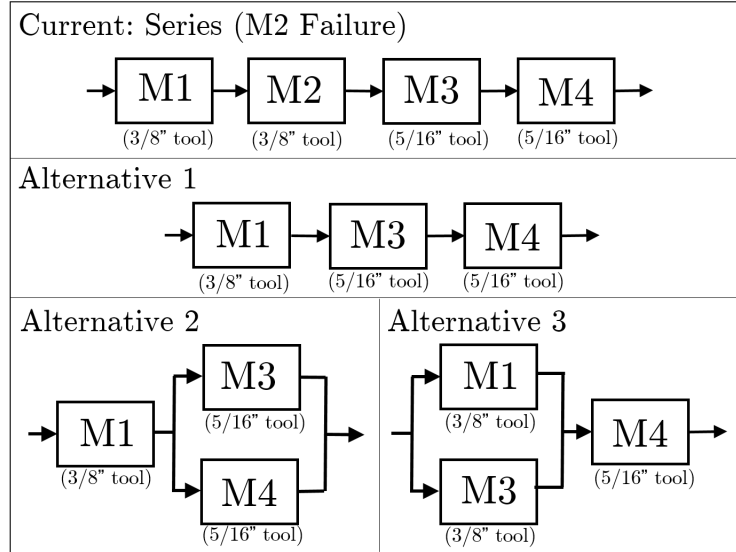 Current: Series (M2 Failure)
M1 M2 M3 M4
(3/8" tool) (3/8" tool) (5/16" tool) (5/16" tool)
Alternative 1
M1 M3 M4
(3/8" tool) (5/16" tool) (5/16" tool)
Alternative 2
M3
(5/16" tool)
M1
(3/8" tool)
M4
(5/16" tool)
Alternative 3
M1
(3/8" tool)
M4
(5/16" tool)
M3
(3/8" tool)